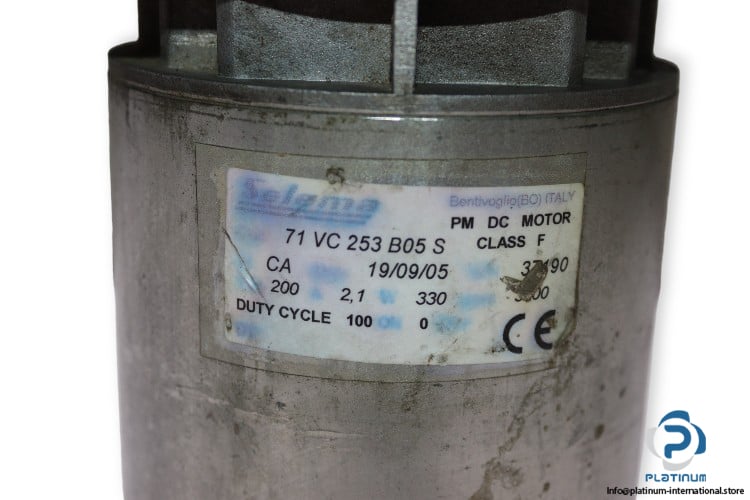 Selema
Bentivoglio(BO) ITALY
PM DC MOTOR
71 VC 253 B05 S
CLASS F
CA 19/09/05
200 2,1 330
DUTY CYCLE 100 ON 0
CE
PLATINUM
Info@platinum-international.store